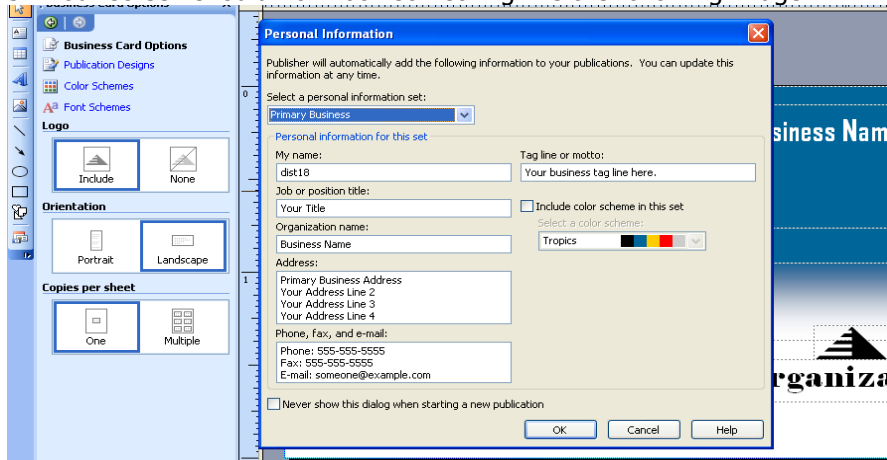 Business Card Options
Publication Designs
Color Schemes
Aa Font Schemes
Logo
Include
None
Orientation
Portrait
Landscape
Copies per sheet
One
Multiple
0
1
Personal Information
Publisher will automatically add the following information to your publications. You can update this
information at any time.
Select a personal information set:
Primary Business
Personal information for this set
My name:
dist18
Job or position title:
Your Title
Organization name:
Business Name
Address:
Primary Business Address
Your Address Line 2
Your Address Line 3
Your Address Line 4
Phone, fax, and e-mail:
Phone: 555-555-5555
Fax: 555-555-5555
E-mail: someone@example.com
Tag line or motto:
Your business tag line here.
Include color scheme in this set
Select a color scheme:
Tropics
Never show this dialog when starting a new publication
OK
Cancel
Help
siness Nam
rganiza